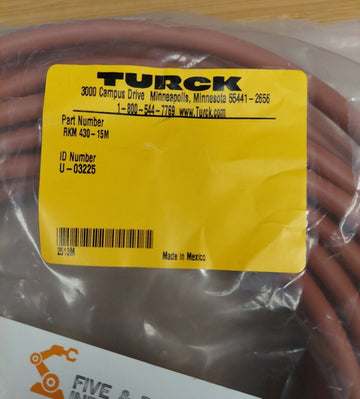 TURCK
3000 Campus Drive Minneapolis, Minnesota 55441-2656
1-800-544-7769 www.Turck.com
Part Number
RKM 430-15M
ID Number
U-03225
2513M
Made in Mexico
FIVE &